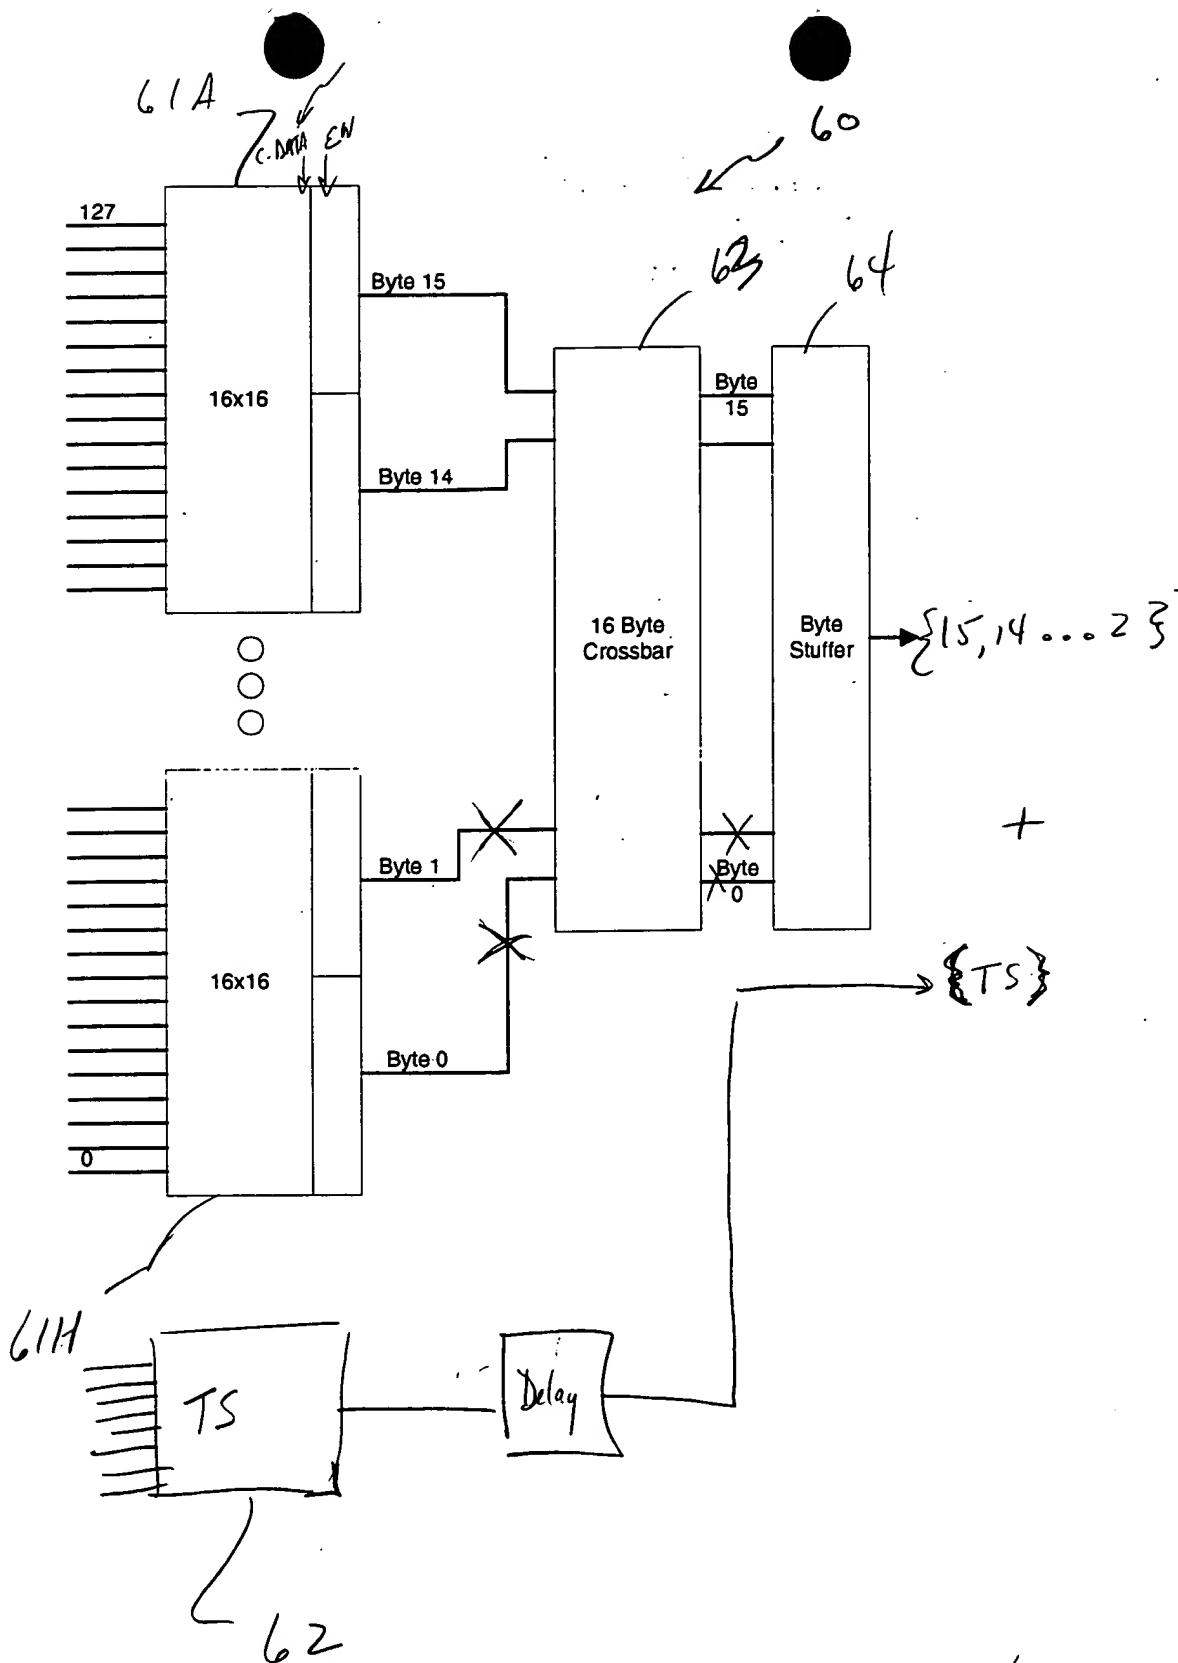 61A
C. DATA EN
60
127
63
64
Byte 15
Byte
15
16x16
Byte 14
16 Byte
Crossbar
Byte
Stuffer
{15, 14 ... 2}
+
Byte 1
Byte
0
16x16
{TS}
Byte 0
0
61H
TS
Delay
62